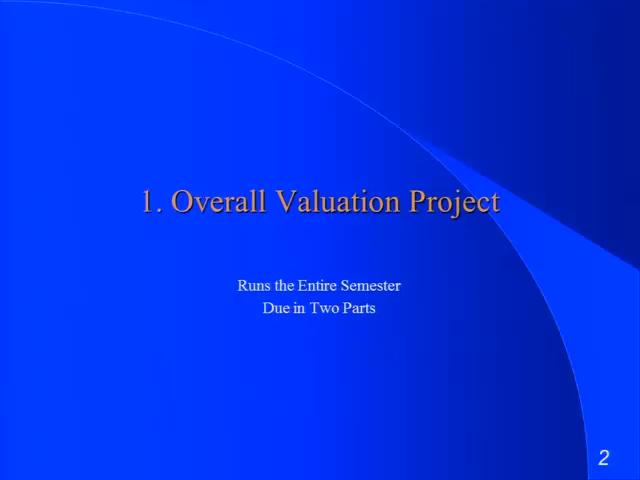 1. Overall Valuation Project
Runs the Entire Semester
Due in Two Parts
2